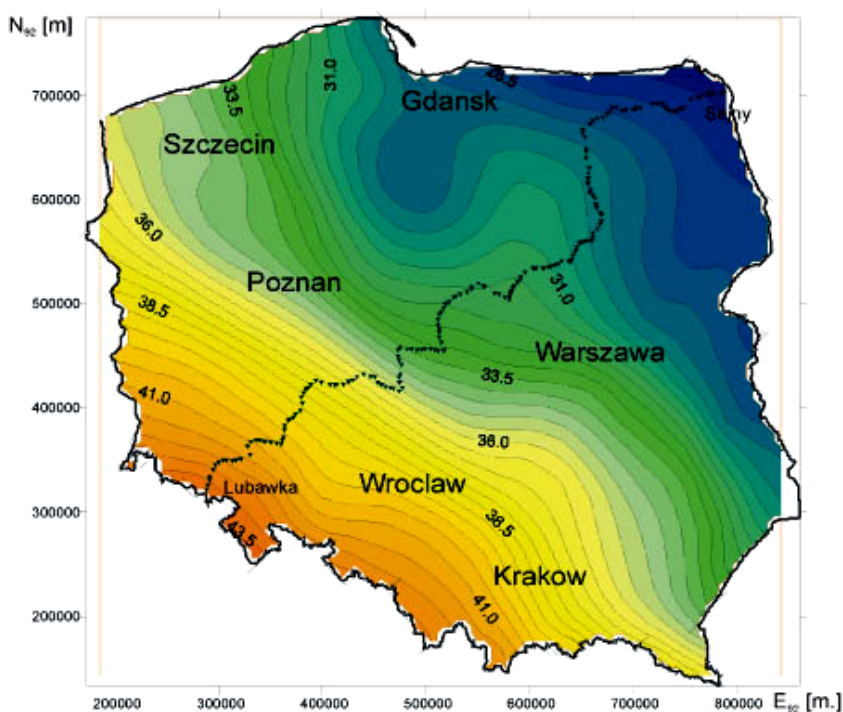 N₉₂ [m]
700000
600000
500000
400000
300000
200000
31.0
33.5
28.5
Gdansk
Szczecin
36.0
Poznan
38.5
31.0
Warszawa
33.5
41.0
36.0
Wroclaw
Lubawka
38.5
43.5
Krakow
41.0
200000 300000 400000 500000 600000 700000 800000 E₉₂ [m.]